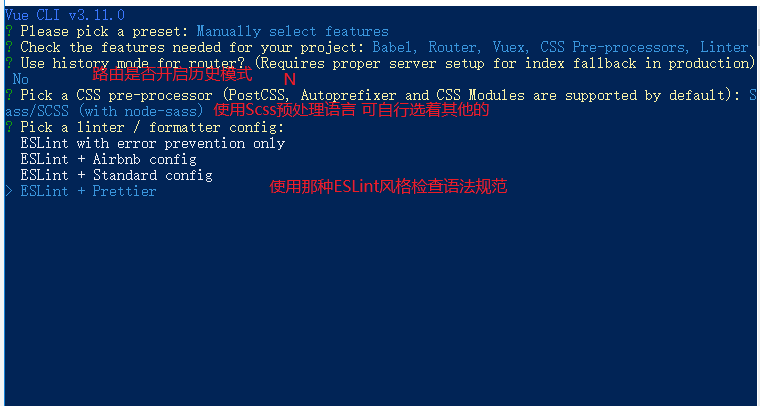 Vue CLI v3.11.0
? Please pick a preset: Manually select features
? Check the features needed for your project: Babel, Router, Vuex, CSS Pre-processors, Linter
? Use history mode for router? (Requires proper server setup for index fallback in production)
No 路由是否开启历史模式 N
? Pick a CSS pre-processor (PostCSS, Autoprefixer and CSS Modules are supported by default): S
ass/SCSS (with node-sass) 使用Scss预处理语言 可自行选着其他的
? Pick a linter / formatter config:
ESLint with error prevention only
ESLint + Airbnb config
ESLint + Standard config
> ESLint + Prettier 使用那种ESLint风格检查语法规范